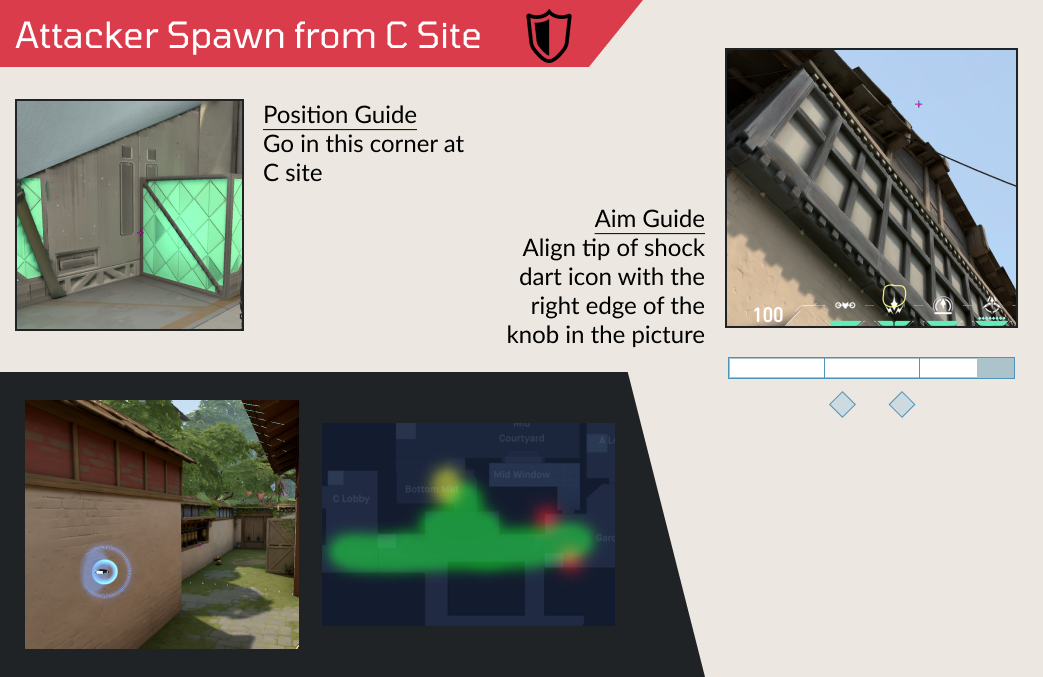 Attacker Spawn from C Site
Position Guide
Go in this corner at
C site
Aim Guide
Align tip of shock
dart icon with the
right edge of the
knob in the picture
100
Mid
Courtyard
A Lo
Mid Window
Bottom Mid
C Lobby
Gard